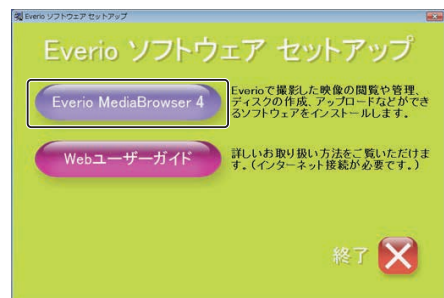 Everio ソフトウェア セットアップ
Everio ソフトウェア セットアップ
Everio MediaBrowser 4
Everioで撮影した映像の閲覧や管理、
ディスクの作成、アップロードなどができ
るソフトウェアをインストールします。
Webユーザーガイド
詳しいお取り扱い方法をご覧いただけま
す。(インターネット接続が必要です。)
終了